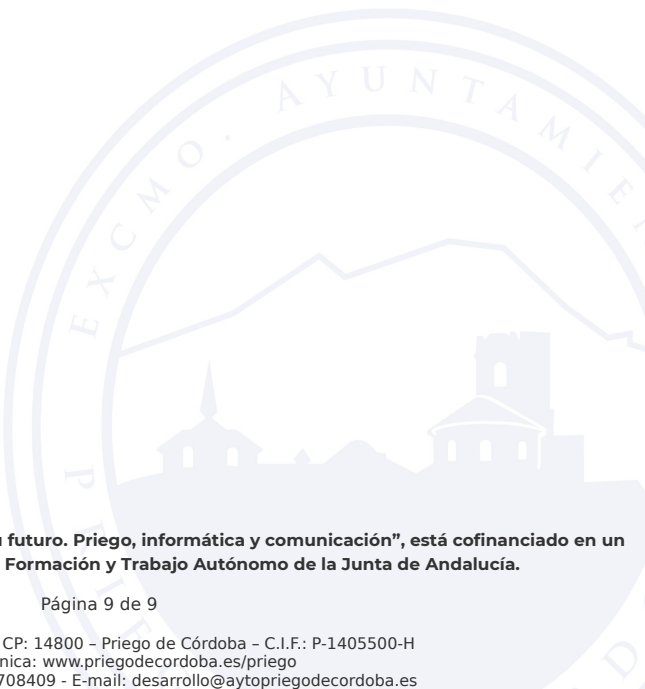 EXCMO. AYUNTAMIEN
futuro. Priego, informática y comunicación”, está cofinanciado en un
Formación y Trabajo Autónomo de la Junta de Andalucía.
Página 9 de 9
CP: 14800 – Priego de Córdoba – C.I.F.: P-1405500-H
nica: www.priegodecordoba.es/priego
708409 - E-mail: desarrollo@aytopriegodecordoba.es